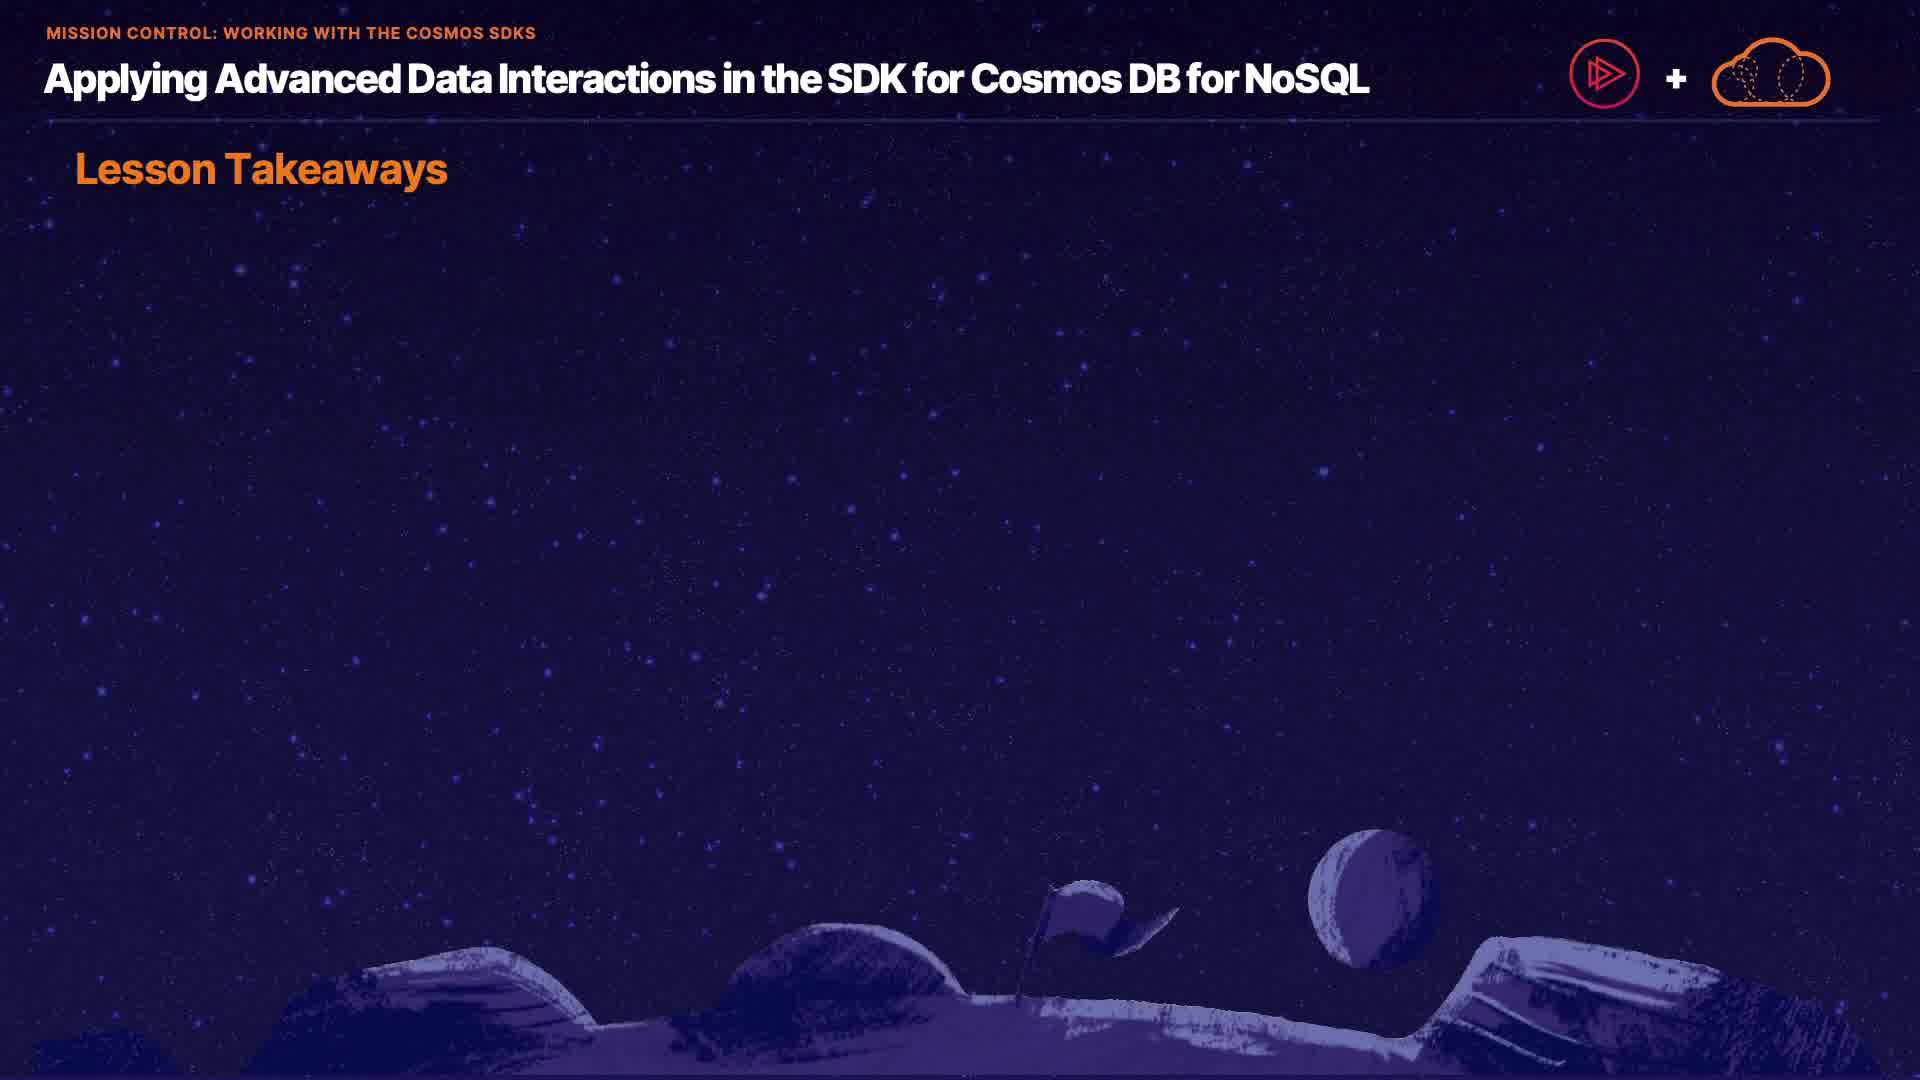 MISSION CONTROL: WORKING WITH THE COSMOS SDKS
Applying Advanced Data Interactions in the SDK for Cosmos DB for NoSQL
+
Lesson Takeaways